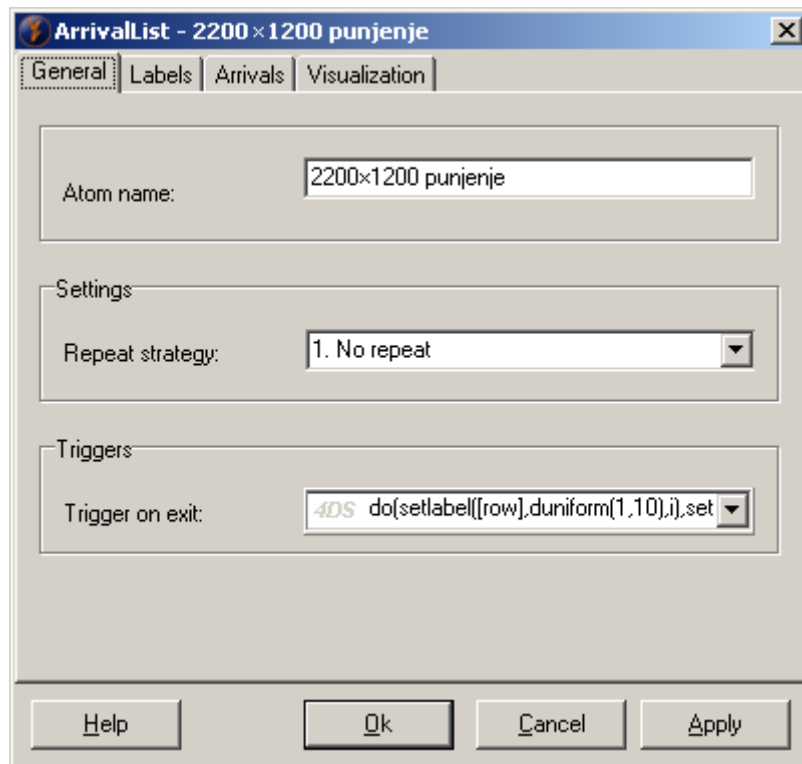 ArrivalList - 2200×1200 punjenje
General Labels Arrivals Visualization
Atom name: 2200×1200 punjenje
Settings
Repeat strategy: 1. No repeat
Triggers
Trigger on exit: 4DS do(setlabel([row],duniform(1,10),i),set
Help Ok Cancel Apply